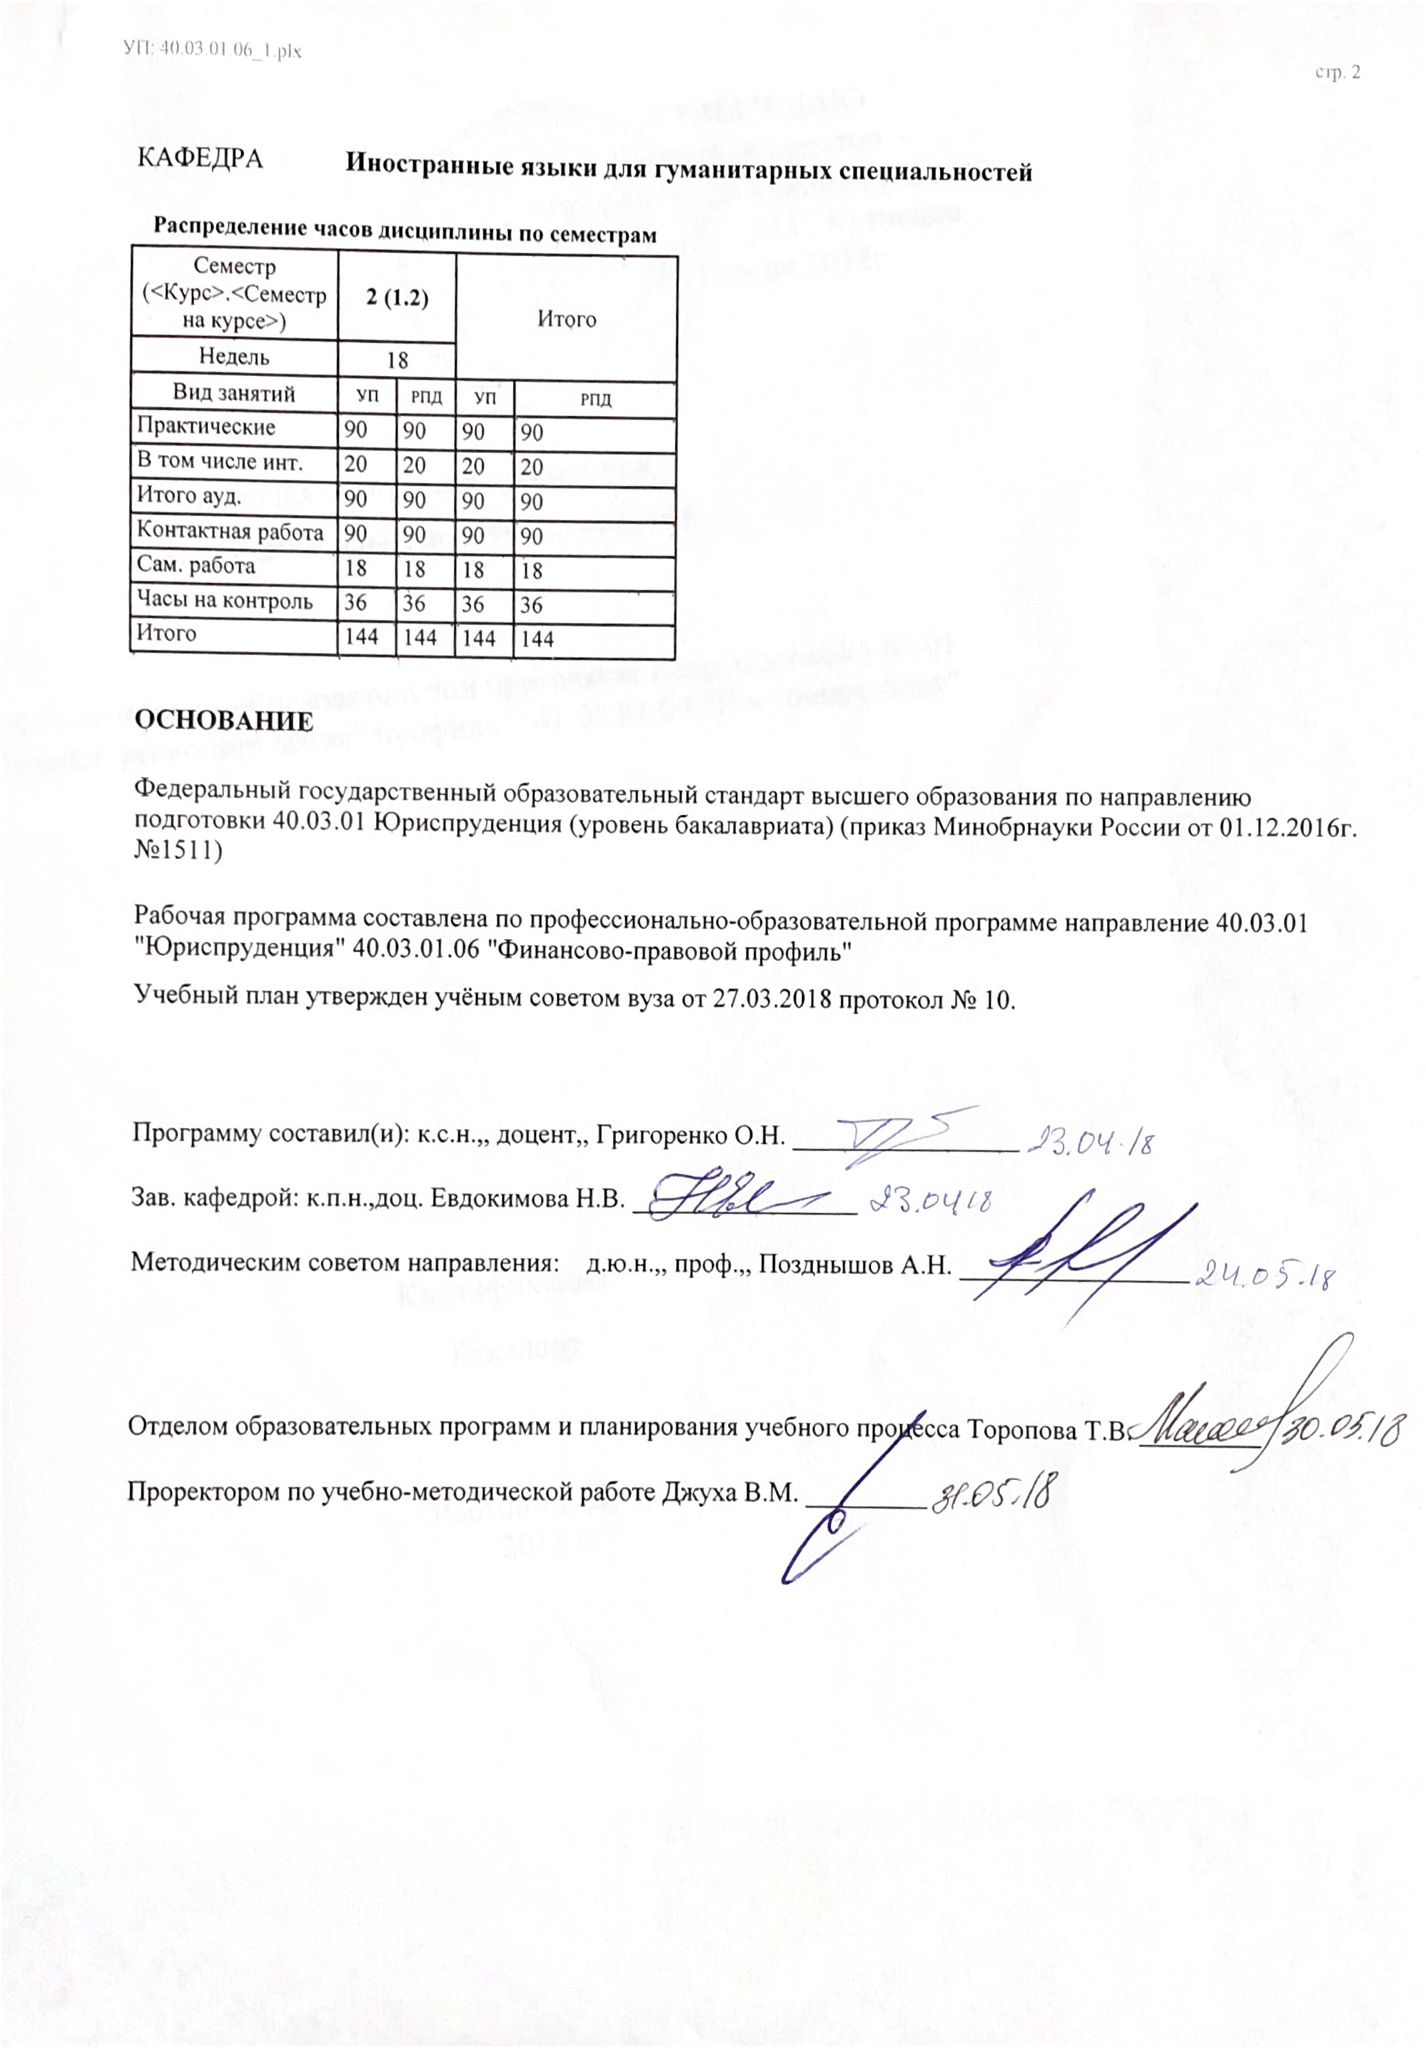 УП: 40.03.01.06_1.plx
стр. 2
КАФЕДРА Иностранные языки для гуманитарных специальностей
Распределение часов дисциплины по семестрам
Семестр
(<Курс>.<Семестр
на курсе>)
2 (1.2)
Итого
Недель 18
Вид занятий УП РПД УП РПД
Практические 90 90 90 90
В том числе инт. 20 20 20 20
Итого ауд. 90 90 90 90
Контактная работа 90 90 90 90
Сам. работа 18 18 18 18
Часы на контроль 36 36 36 36
Итого 144 144 144 144
ОСНОВАНИЕ
Федеральный государственный образовательный стандарт высшего образования по направлению
подготовки 40.03.01 Юриспруденция (уровень бакалавриата) (приказ Минобрнауки России от 01.12.2016г.
№1511)
Рабочая программа составлена по профессионально-образовательной программе направление 40.03.01
"Юриспруденция" 40.03.01.06 "Финансово-правовой профиль"
Учебный план утвержден учёным советом вуза от 27.03.2018 протокол № 10.
Программу составил(и): к.с.н.,, доцент,, Григоренко О.Н. 23.04.18
Зав. кафедрой: к.п.н.,доц. Евдокимова Н.В. 23.04.18
Методическим советом направления: д.ю.н.,, проф.,, Позднышов А.Н. 24.05.18
Отделом образовательных программ и планирования учебного процесса Торопова Т.В. 30.05.18
Проректором по учебно-методической работе Джуха В.М. 31.05.18